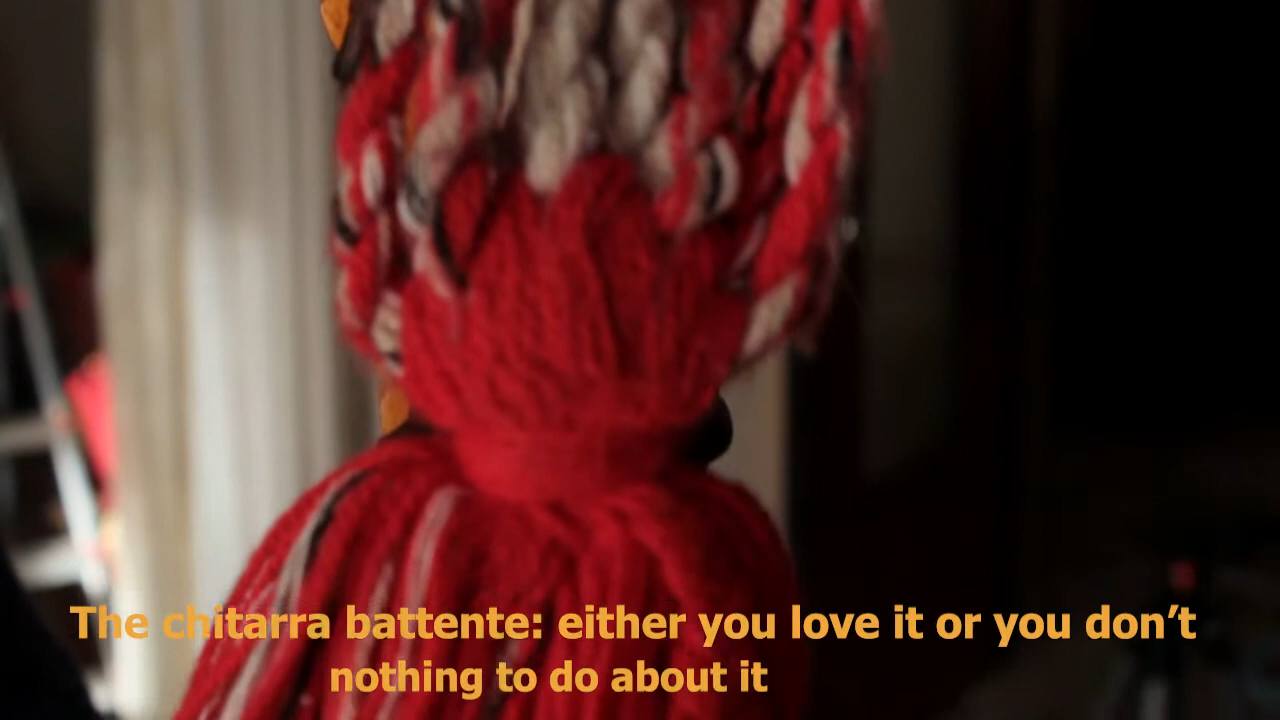 The chitarra battente: either you love it or you don’t
nothing to do about it